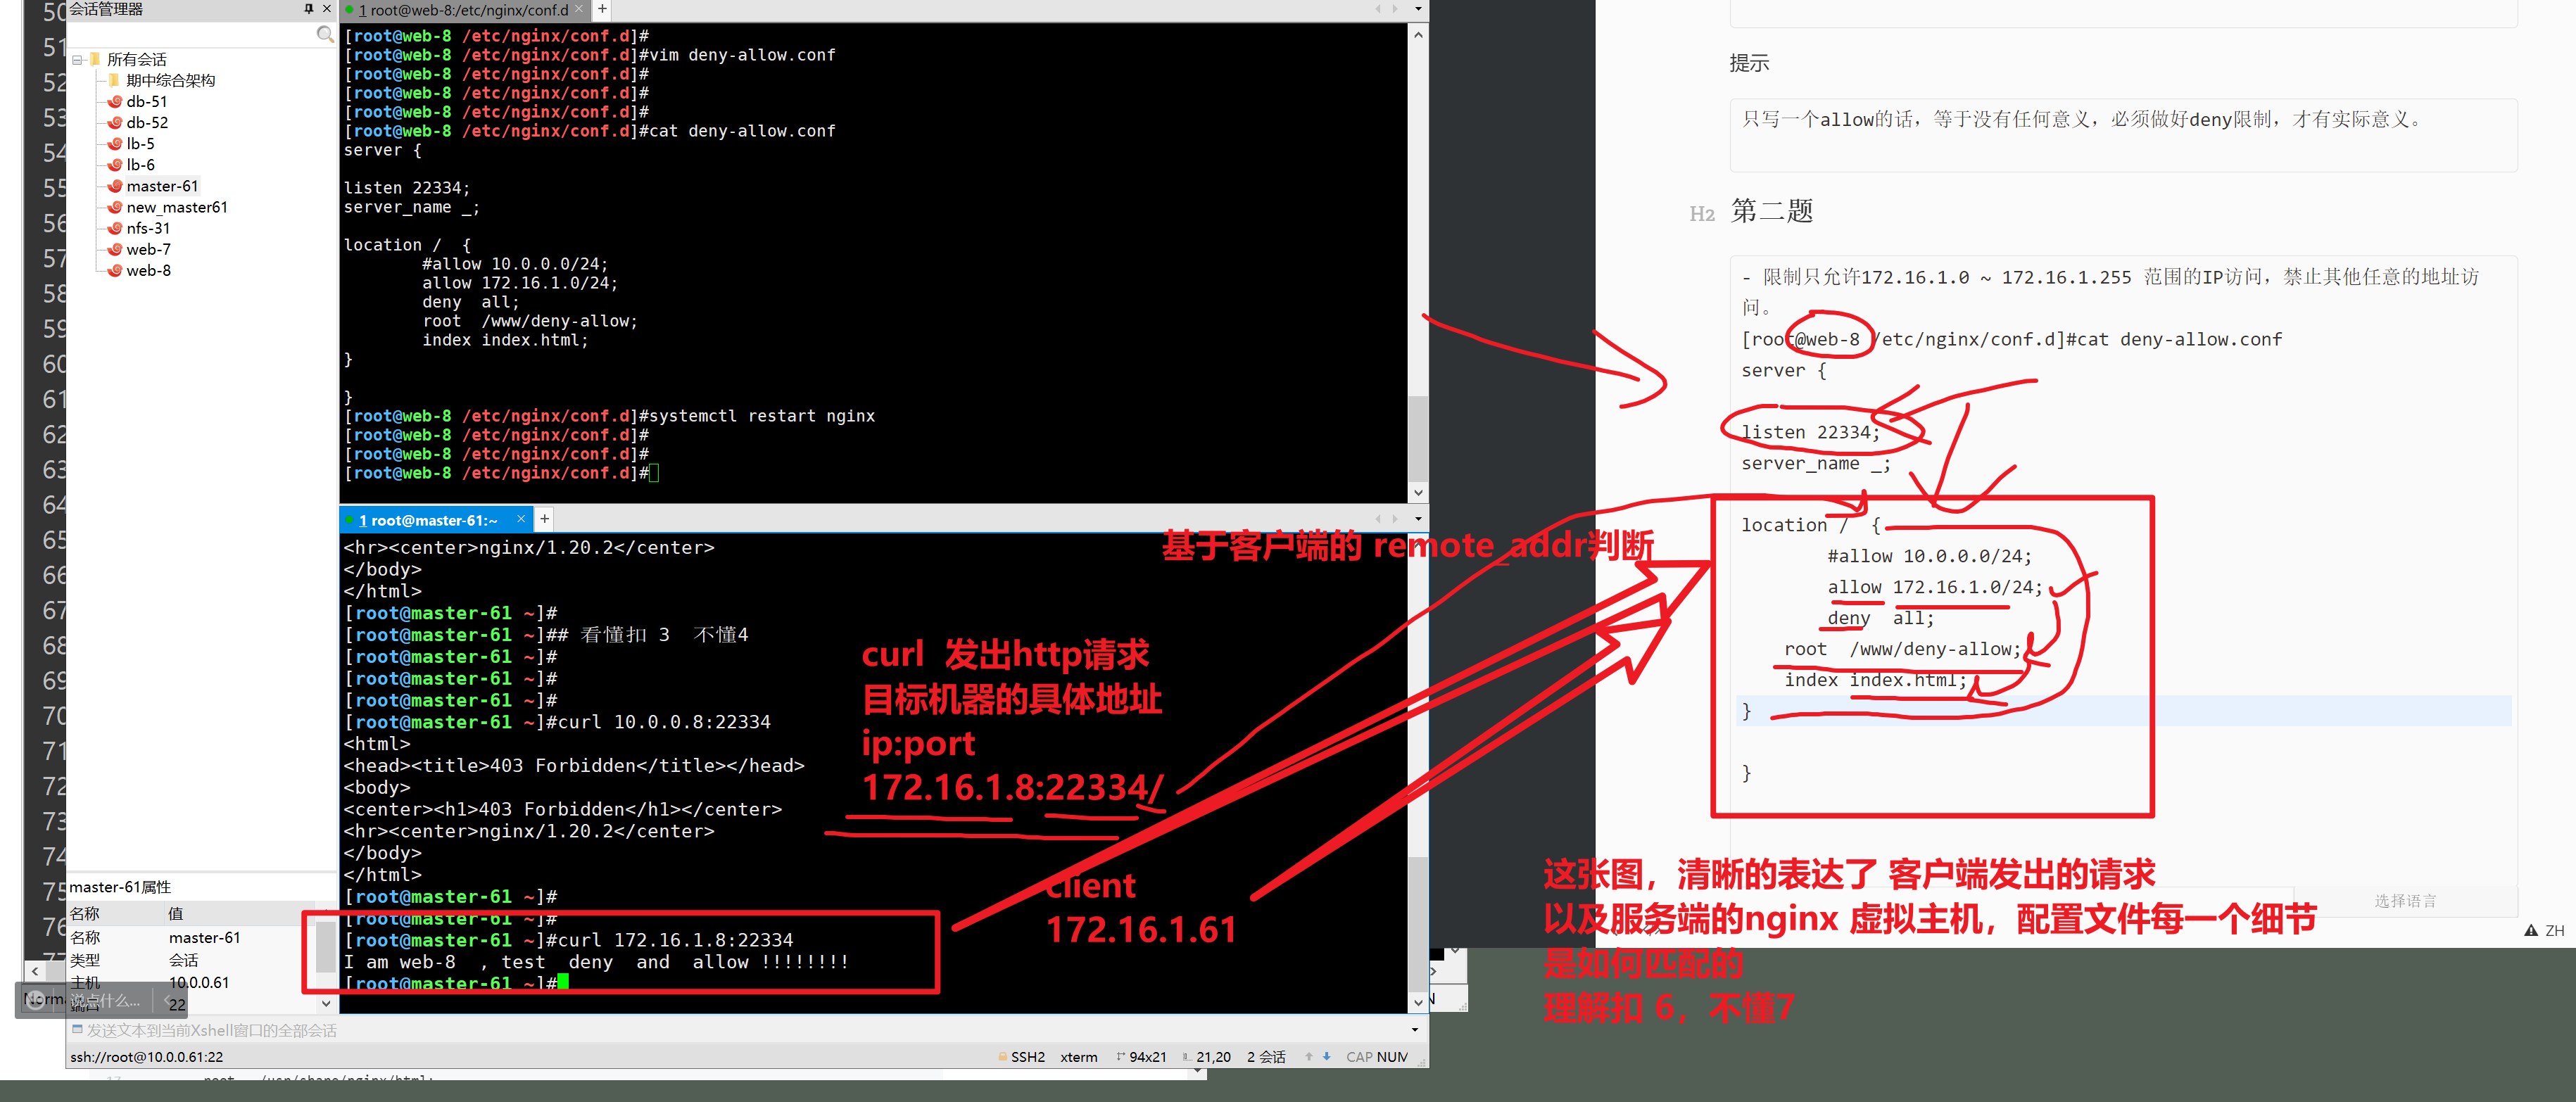 50
51
52
53
54
55
56
57
58
59
60
61
62
63
64
65
66
67
68
69
70
71
72
73
74
75
76
会话管理器
所有会话
期中综合架构
db-51
db-52
lb-5
lb-6
master-61
new_master61
nfs-31
web-7
web-8
master-61属性
名称 值
名称 master-61
类型 会话
主机 10.0.0.61
端口 22
说点什么...
1 root@web-8:/etc/nginx/conf.d × +
[root@web-8 /etc/nginx/conf.d]#
[root@web-8 /etc/nginx/conf.d]#vim deny-allow.conf
[root@web-8 /etc/nginx/conf.d]#
[root@web-8 /etc/nginx/conf.d]#
[root@web-8 /etc/nginx/conf.d]#
[root@web-8 /etc/nginx/conf.d]#cat deny-allow.conf
server {
listen 22334;
server_name _;
location /  {
#allow 10.0.0.0/24;
allow 172.16.1.0/24;
deny  all;
root  /www/deny-allow;
index index.html;
}
}
[root@web-8 /etc/nginx/conf.d]#systemctl restart nginx
[root@web-8 /etc/nginx/conf.d]#
[root@web-8 /etc/nginx/conf.d]#
[root@web-8 /etc/nginx/conf.d]#
1 root@master-61:~ × +
<hr><center>nginx/1.20.2</center>
</body>
</html>
[root@master-61 ~]#
[root@master-61 ~]## 看懂扣 3  不懂4
[root@master-61 ~]#
[root@master-61 ~]#
[root@master-61 ~]#
[root@master-61 ~]#curl 10.0.0.8:22334
<html>
<head><title>403 Forbidden</title></head>
<body>
<center><h1>403 Forbidden</h1></center>
<hr><center>nginx/1.20.2</center>
</body>
</html>
[root@master-61 ~]#
[root@master-61 ~]#
[root@master-61 ~]#curl 172.16.1.8:22334
I am web-8  , test  deny  and  allow !!!!!!!!
[root@master-61 ~]#
基于客户端的 remote_addr判断
curl  发出http请求
目标机器的具体地址
ip:port
172.16.1.8:22334/
client
172.16.1.61
发送文本到当前Xshell窗口的全部会话
ssh://root@10.0.0.61:22 SSH2 xterm 94x21 21,20 2 会话 CAP NUM
root  /usr/share/nginx/html;
提示
只写一个allow的话，等于没有任何意义，必须做好deny限制，才有实际意义。
H2 第二题
- 限制只允许172.16.1.0 ~ 172.16.1.255 范围的IP访问，禁止其他任意的地址访
问。
[root@web-8 /etc/nginx/conf.d]#cat deny-allow.conf
server {
listen 22334;
server_name _;
location /  {
#allow 10.0.0.0/24;
allow 172.16.1.0/24;
deny  all;
root  /www/deny-allow;
index index.html;
}
}
选择语言
ZH
这张图，清晰的表达了 客户端发出的请求
以及服务端的nginx 虚拟主机，配置文件每一个细节
是如何匹配的
理解扣 6，不懂7